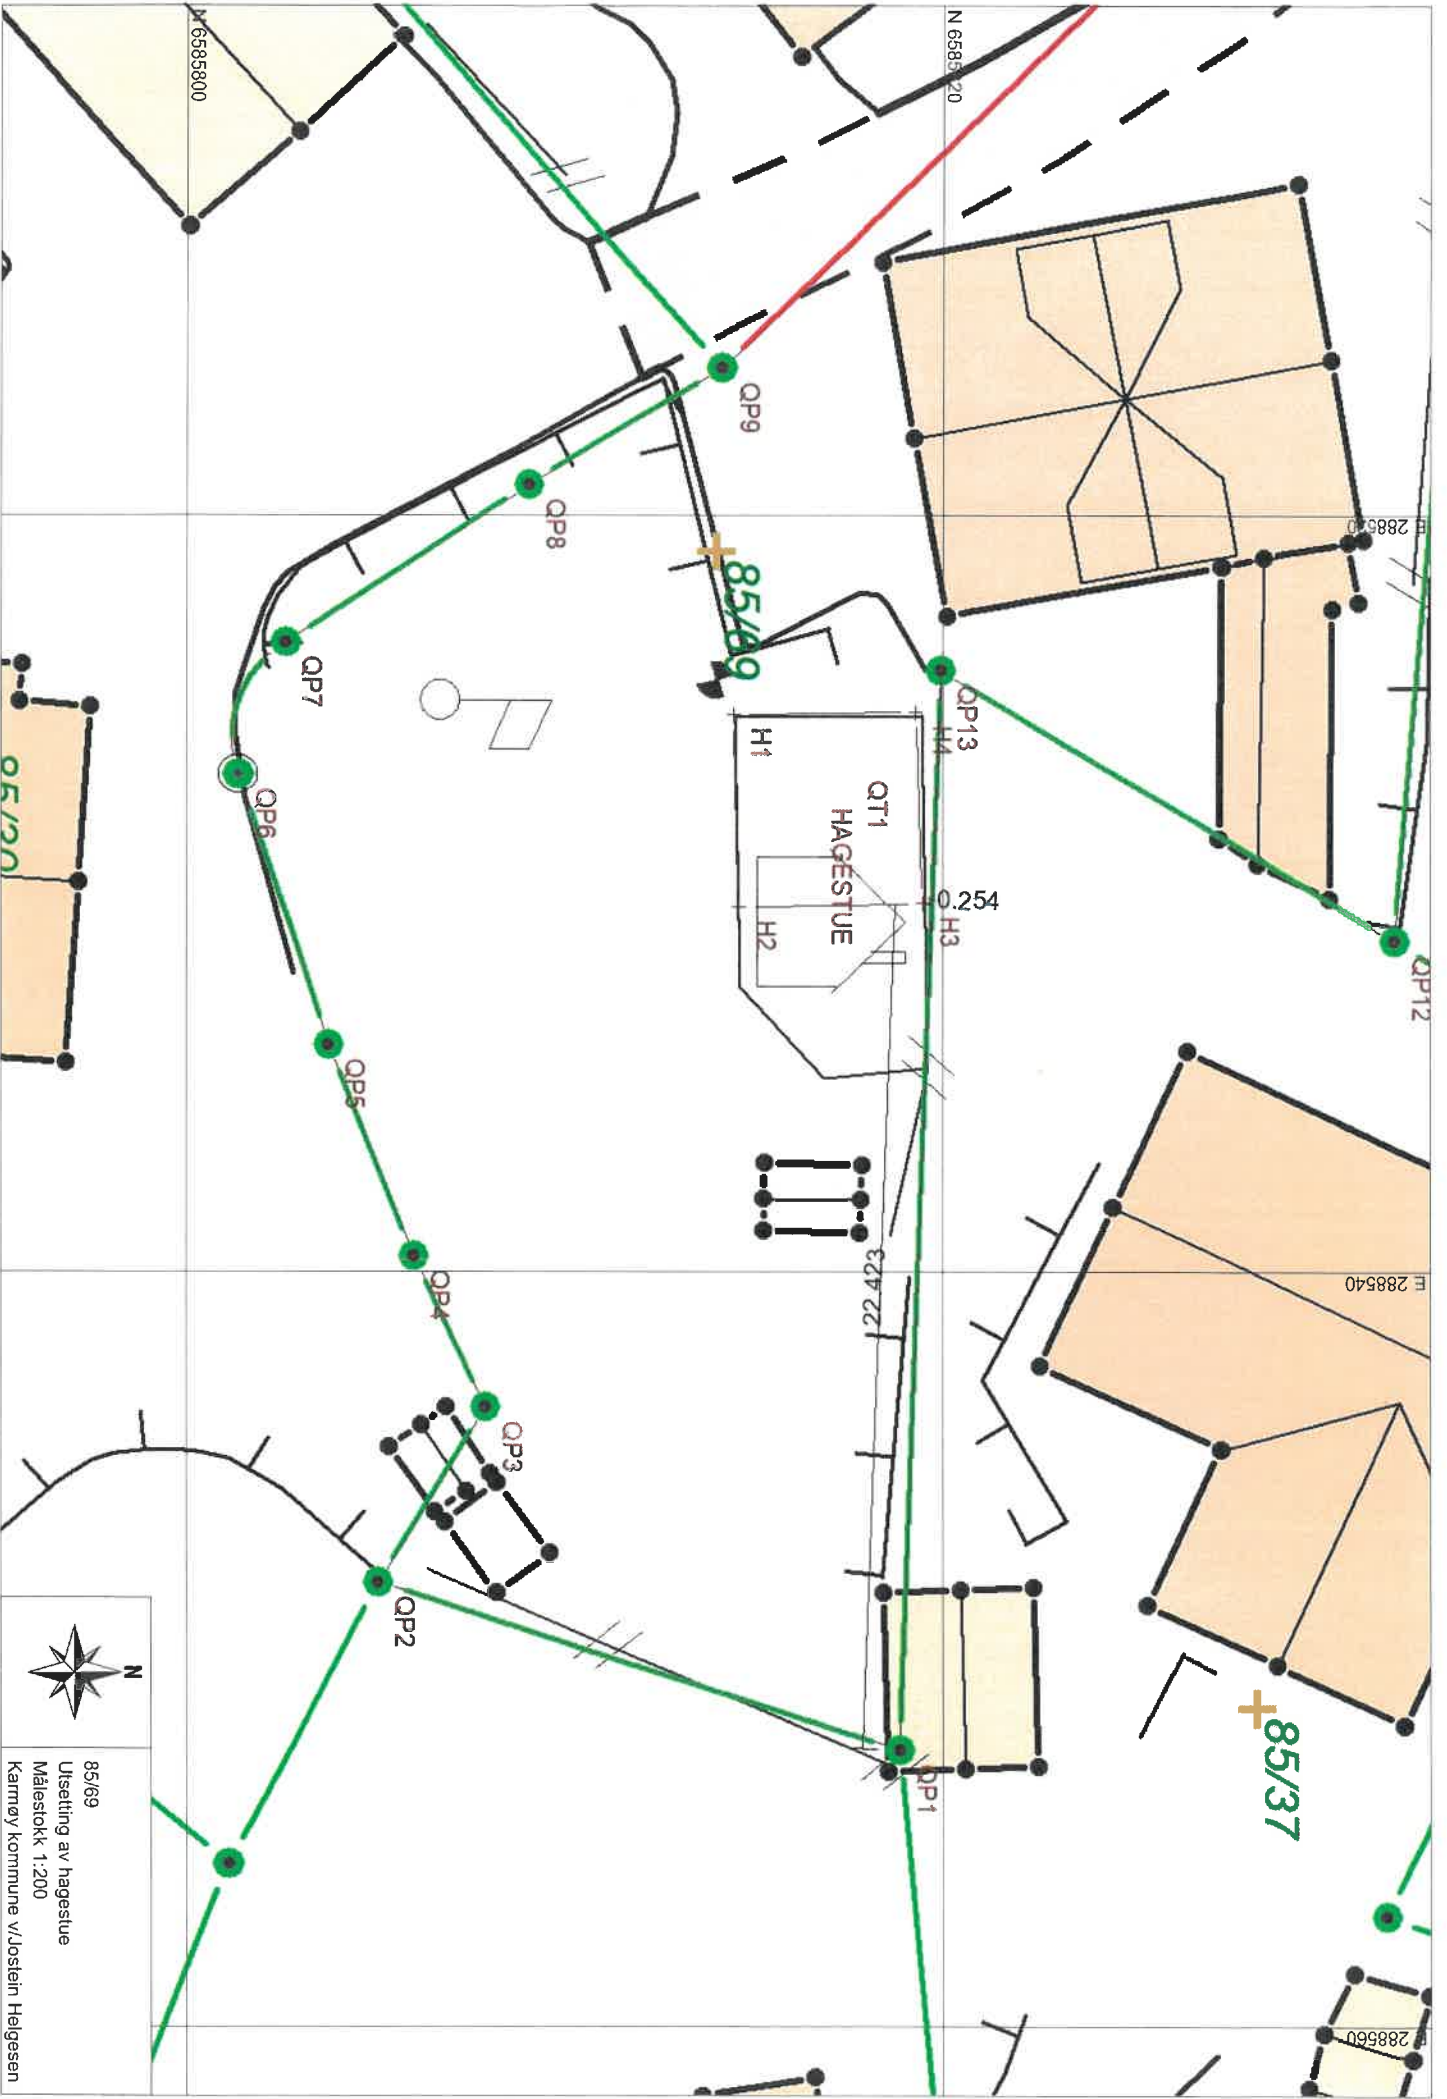 N 6585800
E 288540
E 288560
QP9
QP8
85/69
QP7
QP13
H4
H1
QT1
HAGESTUE
QP6
0.254
H3
H2
QP12
QP5
22.423
QP4
QP3
QP2
QP1
85/37
N
85/69
Utsetting av hagestue
Målestokk 1:200
Karmøy kommune v/Jostein Helgesen